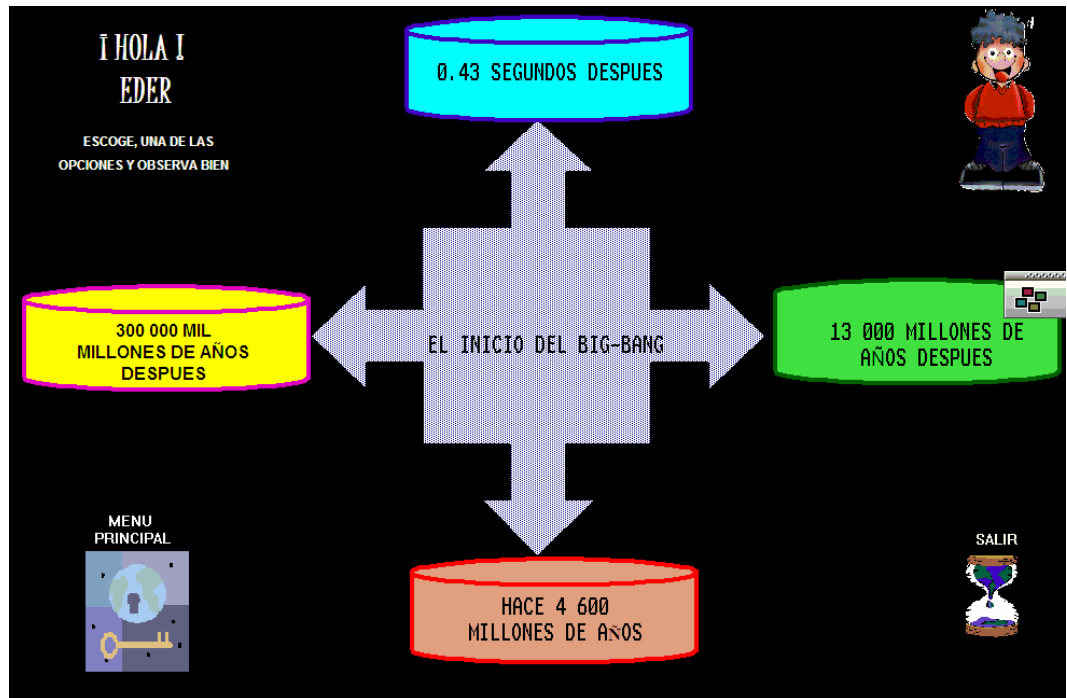 ¡ HOLA !
EDER
ESCOGE, UNA DE LAS
OPCIONES Y OBSERVA BIEN
0.43 SEGUNDOS DESPUES
300 000 MIL
MILLONES DE AÑOS
DESPUES
EL INICIO DEL BIG-BANG
13 000 MILLONES DE
AÑOS DESPUES
MENU
PRINCIPAL
HACE 4 600
MILLONES DE AÑOS
SALIR